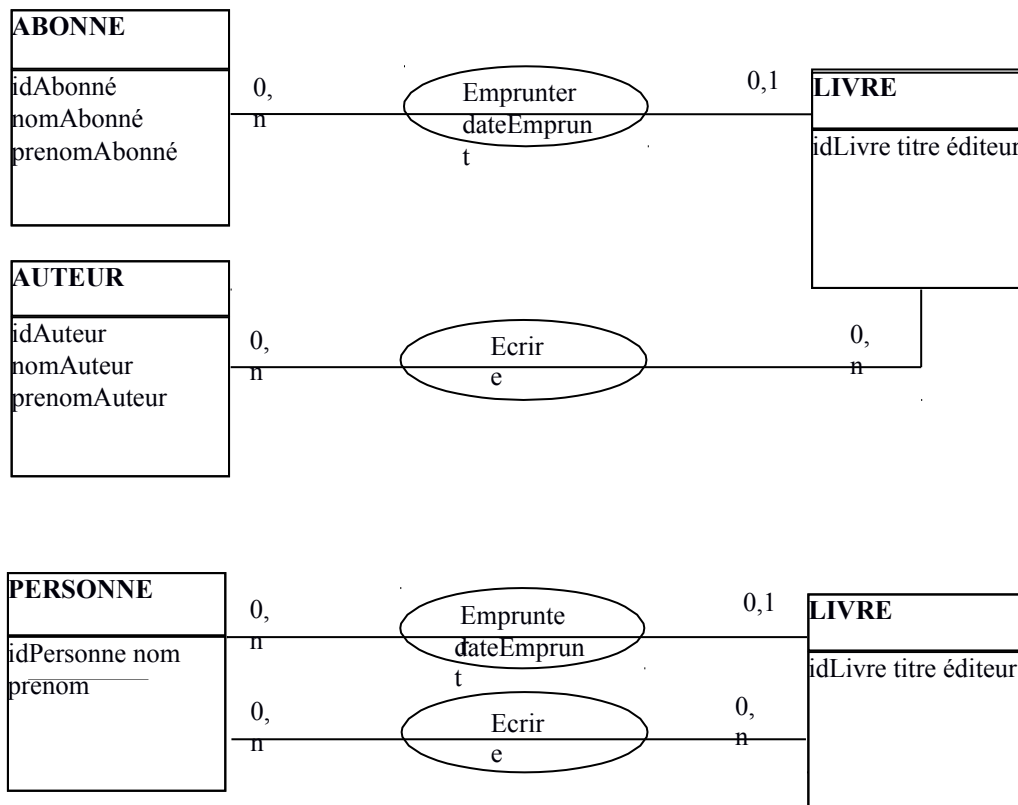 ABONNE
idAbonné
nomAbonné
prenomAbonné
0,
n
Emprunter
dateEmprun
t
0,1
LIVRE
idLivre titre éditeur
AUTEUR
idAuteur
nomAuteur
prenomAuteur
0,
n
Ecrir
e
0,
n
PERSONNE
idPersonne nom
prenom
0,
n
Emprunte
r
dateEmprun
t
0,1
LIVRE
idLivre titre éditeur
0,
n
Ecrir
e
0,
n